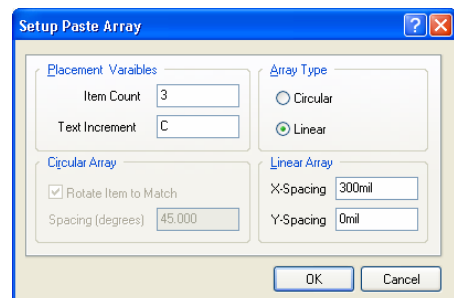 Setup Paste Array
?
X
Placement Varaibles
Item Count 3
Text Increment C
Array Type
Circular
Linear
Circular Array
Rotate Item to Match
Spacing (degrees) 45.000
Linear Array
X-Spacing 300mil
Y-Spacing 0mil
OK Cancel